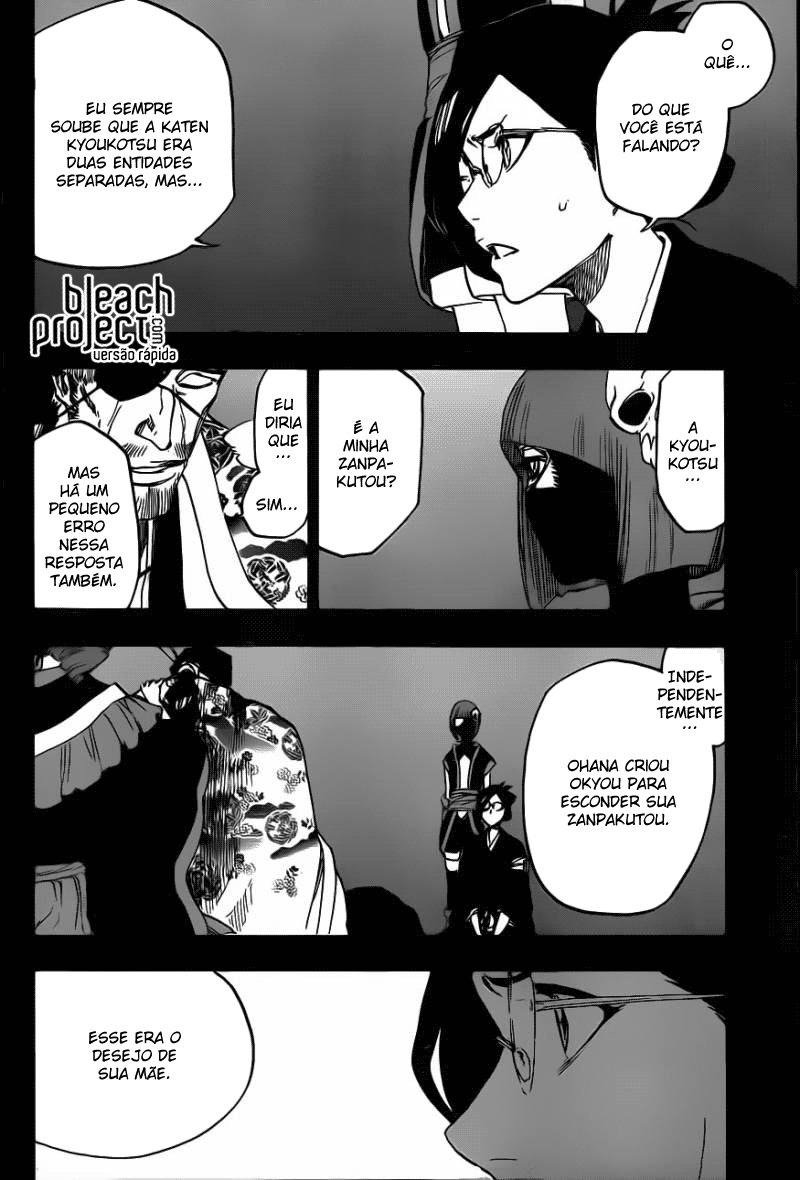 O
QUÊ...
DO QUE
VOCÊ ESTÁ
FALANDO?
EU SEMPRE
SOUBE QUE A KATEN
KYOUKOTSU ERA
DUAS ENTIDADES
SEPARADAS, MAS...
bleach
project.com
versão rápida
A
KYOU-
KOTSU
...
É A
MINHA
ZANPA-
KUTOU?
EU
DIRIA
QUE
...
SIM...
MAS
HÁ UM
PEQUENO
ERRO
NESSA
RESPOSTA
TAMBÉM.
INDE-
PENDEN-
TEMENTE
...
OHANA CRIOU
OKYOU PARA
ESCONDER SUA
ZANPAKUTOU.
ESSE ERA O
DESEJO DE
SUA MÃE.